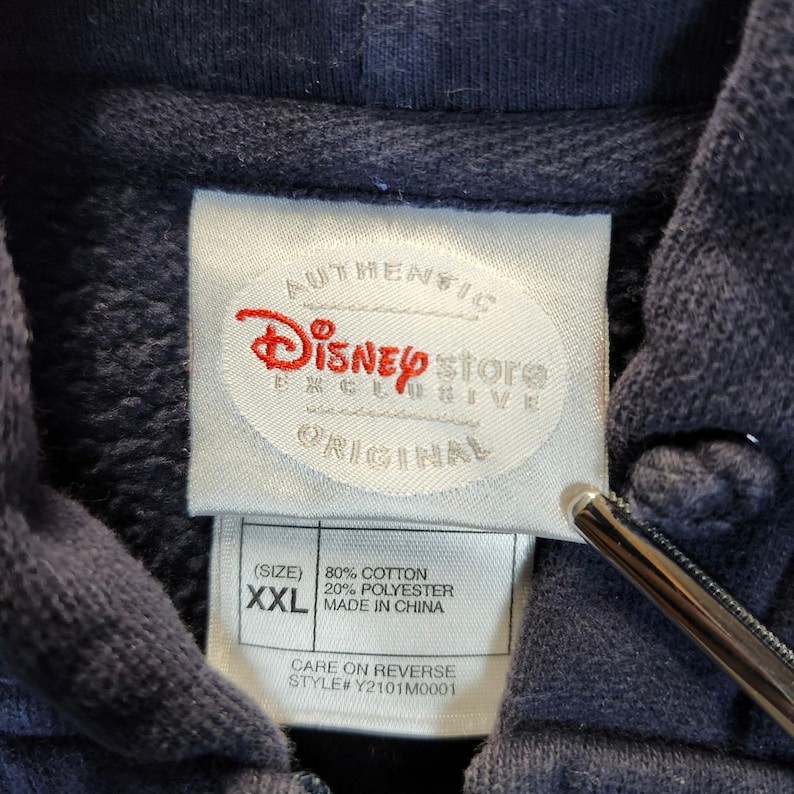 AUTHENTIC
Disney store
EXCLUSIVE
ORIGINAL
(SIZE)
XXL
80% COTTON
20% POLYESTER
MADE IN CHINA
CARE ON REVERSE
STYLE# Y2101M0001